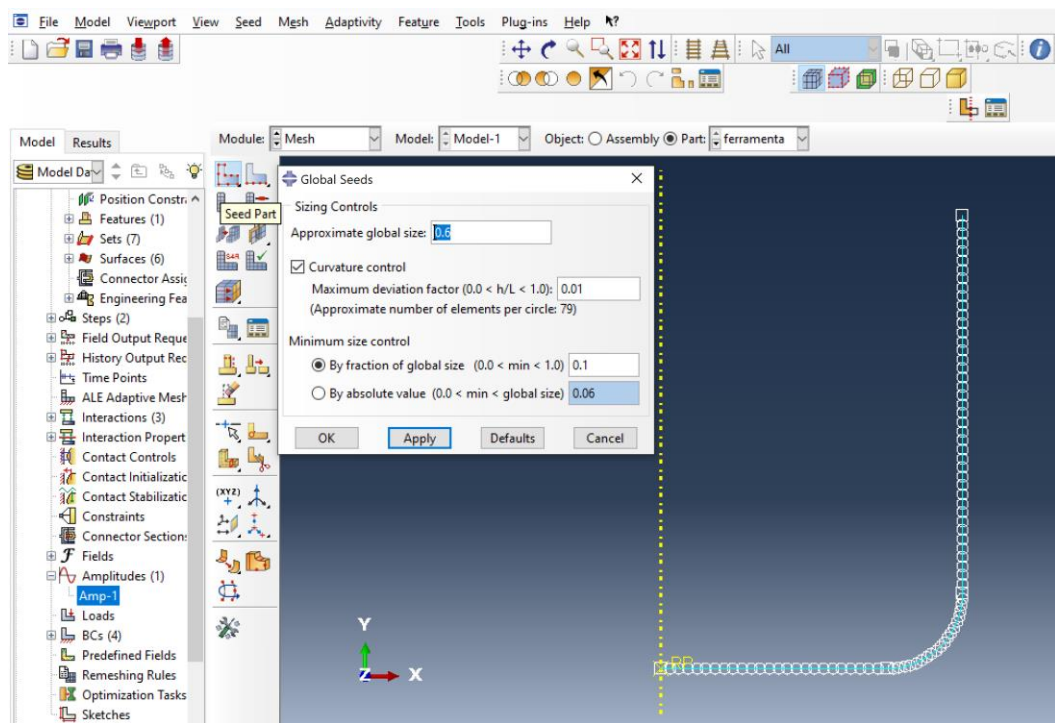 File Model Viewport View Seed Mesh Adaptivity Feature Tools Plug-ins Help
All
Model Results
Module: Mesh Model: Model-1 Object: Assembly Part: ferramenta
Model Da
Position Constr
Features (1)
Sets (7)
Surfaces (6)
Connector Assig
Engineering Fea
Steps (2)
Field Output Reque
History Output Rec
Time Points
ALE Adaptive Mesh
Interactions (3)
Interaction Propert
Contact Controls
Contact Initializatic
Contact Stabilizatic
Constraints
Connector Sections
Fields
Amplitudes (1)
Amp-1
Loads
BCs (4)
Predefined Fields
Remeshing Rules
Optimization Tasks
Sketches
Seed Part
(XYZ)
Global Seeds
Sizing Controls
Approximate global size: 0.6
Curvature control
Maximum deviation factor (0.0 < h/L < 1.0): 0.01
(Approximate number of elements per circle: 79)
Minimum size control
By fraction of global size (0.0 < min < 1.0) 0.1
By absolute value (0.0 < min < global size) 0.06
OK Apply Defaults Cancel
Y
Z X
RP